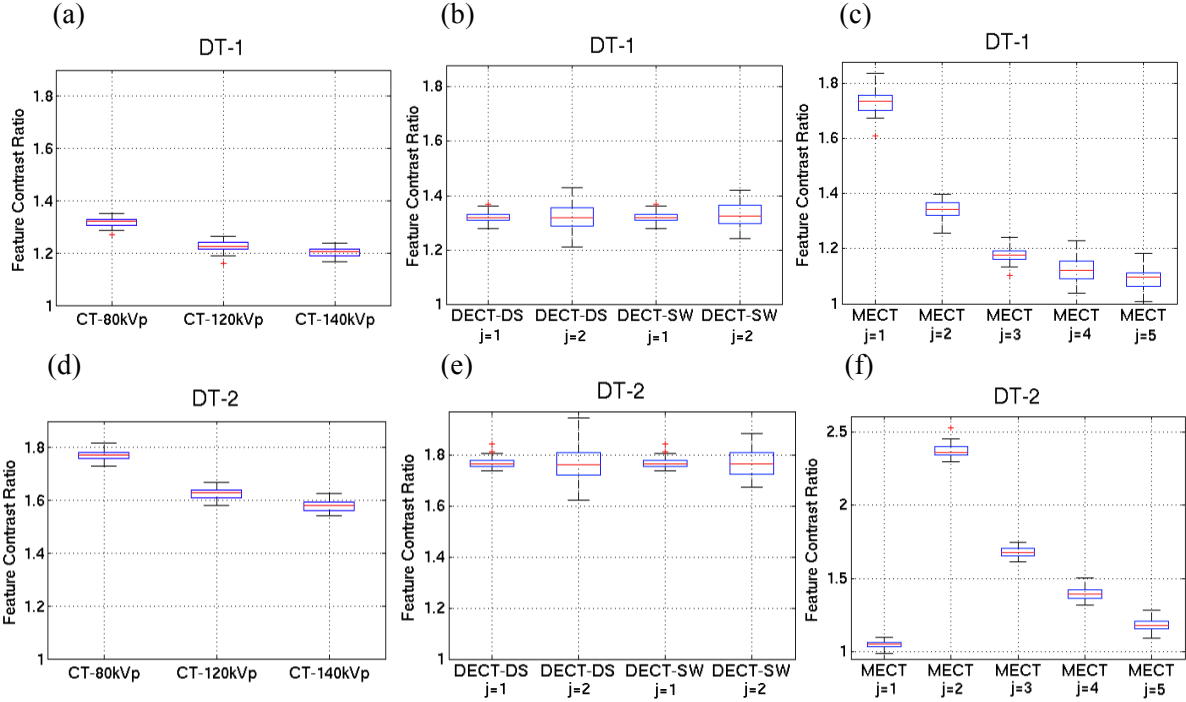 (a)
DT-1
Feature Contrast Ratio
1.8
1.6
1.4
1.2
1
CT-80kVp CT-120kVp CT-140kVp
(b)
DT-1
Feature Contrast Ratio
1.8
1.6
1.4
1.2
1
DECT-DS DECT-DS DECT-SW DECT-SW
j=1 j=2 j=1 j=2
(c)
DT-1
Feature Contrast Ratio
1.8
1.6
1.4
1.2
1
MECT MECT MECT MECT MECT
j=1 j=2 j=3 j=4 j=5
(d)
DT-2
Feature Contrast Ratio
1.8
1.6
1.4
1.2
1
CT-80kVp CT-120kVp CT-140kVp
(e)
DT-2
Feature Contrast Ratio
1.8
1.6
1.4
1.2
1
DECT-DS DECT-DS DECT-SW DECT-SW
j=1 j=2 j=1 j=2
(f)
DT-2
Feature Contrast Ratio
2.5
2
1.5
1
MECT MECT MECT MECT MECT
j=1 j=2 j=3 j=4 j=5